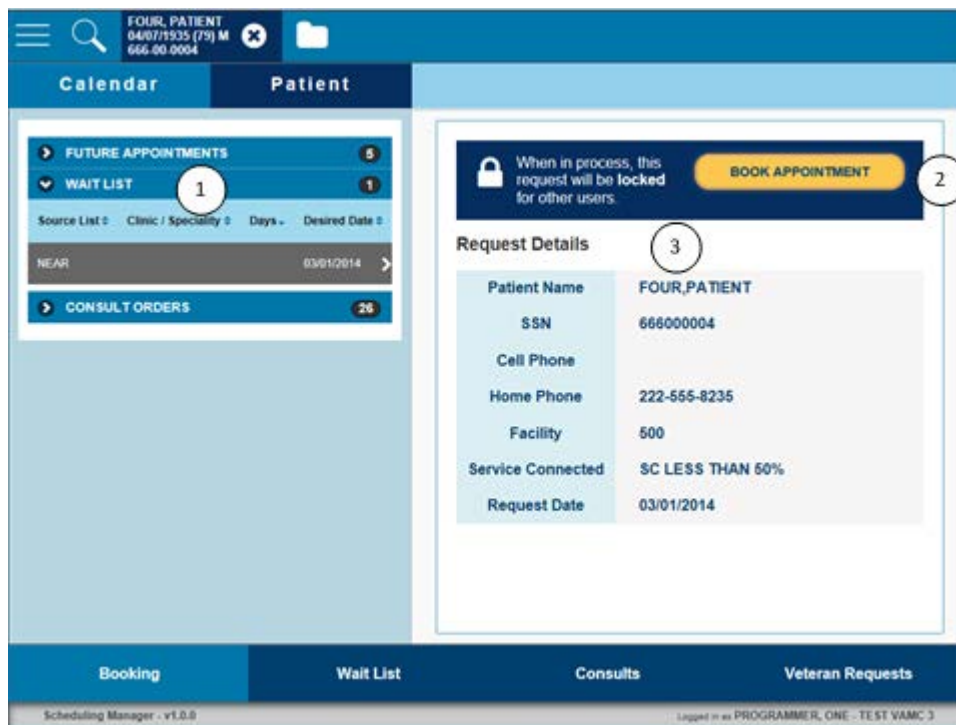 FOUR, PATIENT
04/07/1935 (79) M
666-00-0004
Calendar Patient
FUTURE APPOINTMENTS 5
WAIT LIST 1
1
Source List Clinic / Speciality Days Desired Date
NEAR 03/01/2014
CONSULT ORDERS 26
When in process, this
request will be locked
for other users.
BOOK APPOINTMENT
2
Request Details
3
Patient Name FOUR,PATIENT
SSN 666000004
Cell Phone
Home Phone 222-555-8235
Facility 500
Service Connected SC LESS THAN 50%
Request Date 03/01/2014
Booking Wait List Consults Veteran Requests
Scheduling Manager - v1.0.0 Logged in as PROGRAMMER, ONE - TEST VAMC 3